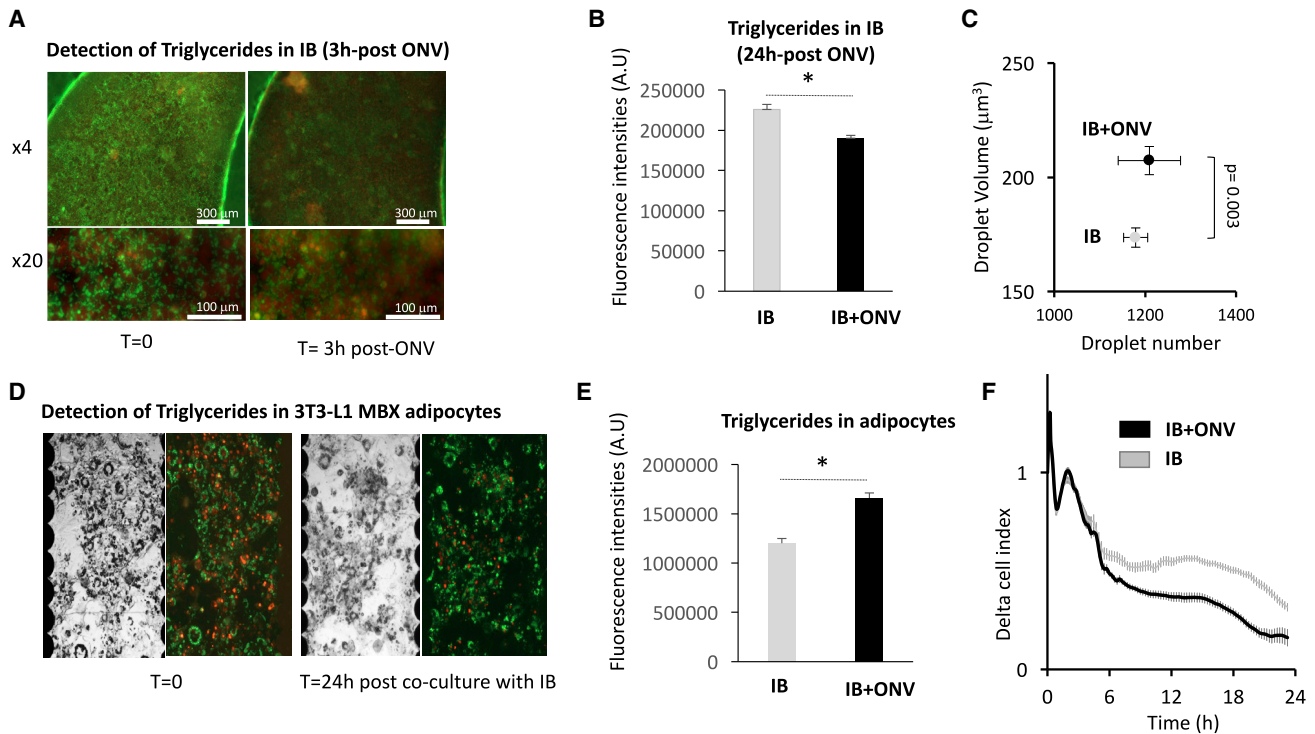 A
Detection of Triglycerides in IB (3h-post ONV)
x4
300 µm
300 µm
x20
100 µm
100 µm
T=0
T= 3h post-ONV
B
Triglycerides in IB
(24h-post ONV)
*
Fluorescence intensities (A.U)
250000
200000
150000
100000
50000
0
IB
IB+ONV
C
Droplet Volume (µm³)
250
200
150
IB+ONV
IB
p= 0.003
1000
1200
1400
Droplet number
D
Detection of Triglycerides in 3T3-L1 MBX adipocytes
T=0
T=24h post co-culture with IB
E
Triglycerides in adipocytes
*
Fluorescence intensities (A.U)
2000000
1500000
1000000
500000
0
IB
IB+ONV
F
IB+ONV
IB
Delta cell index
1
0
0
6
12
18
24
Time (h)